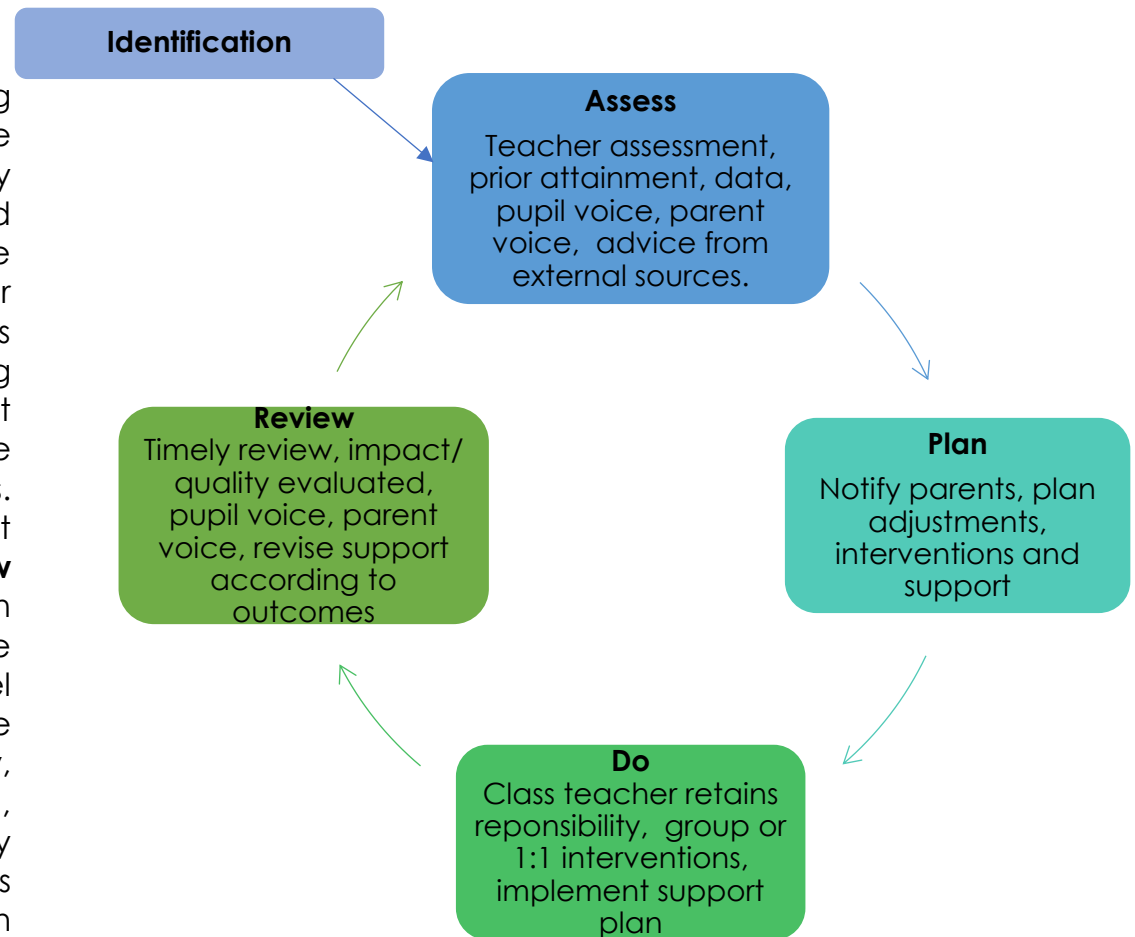 Identification
Assess
Teacher assessment,
prior attainment, data,
pupil voice, parent
voice, advice from
external sources.
Plan
Notify parents, plan
adjustments,
interventions and
support
Do
Class teacher retains
reponsibility, group or
1:1 interventions,
implement support
plan
Review
Timely review, impact/
quality evaluated,
pupil voice, parent
voice, revise support
according to
outcomes